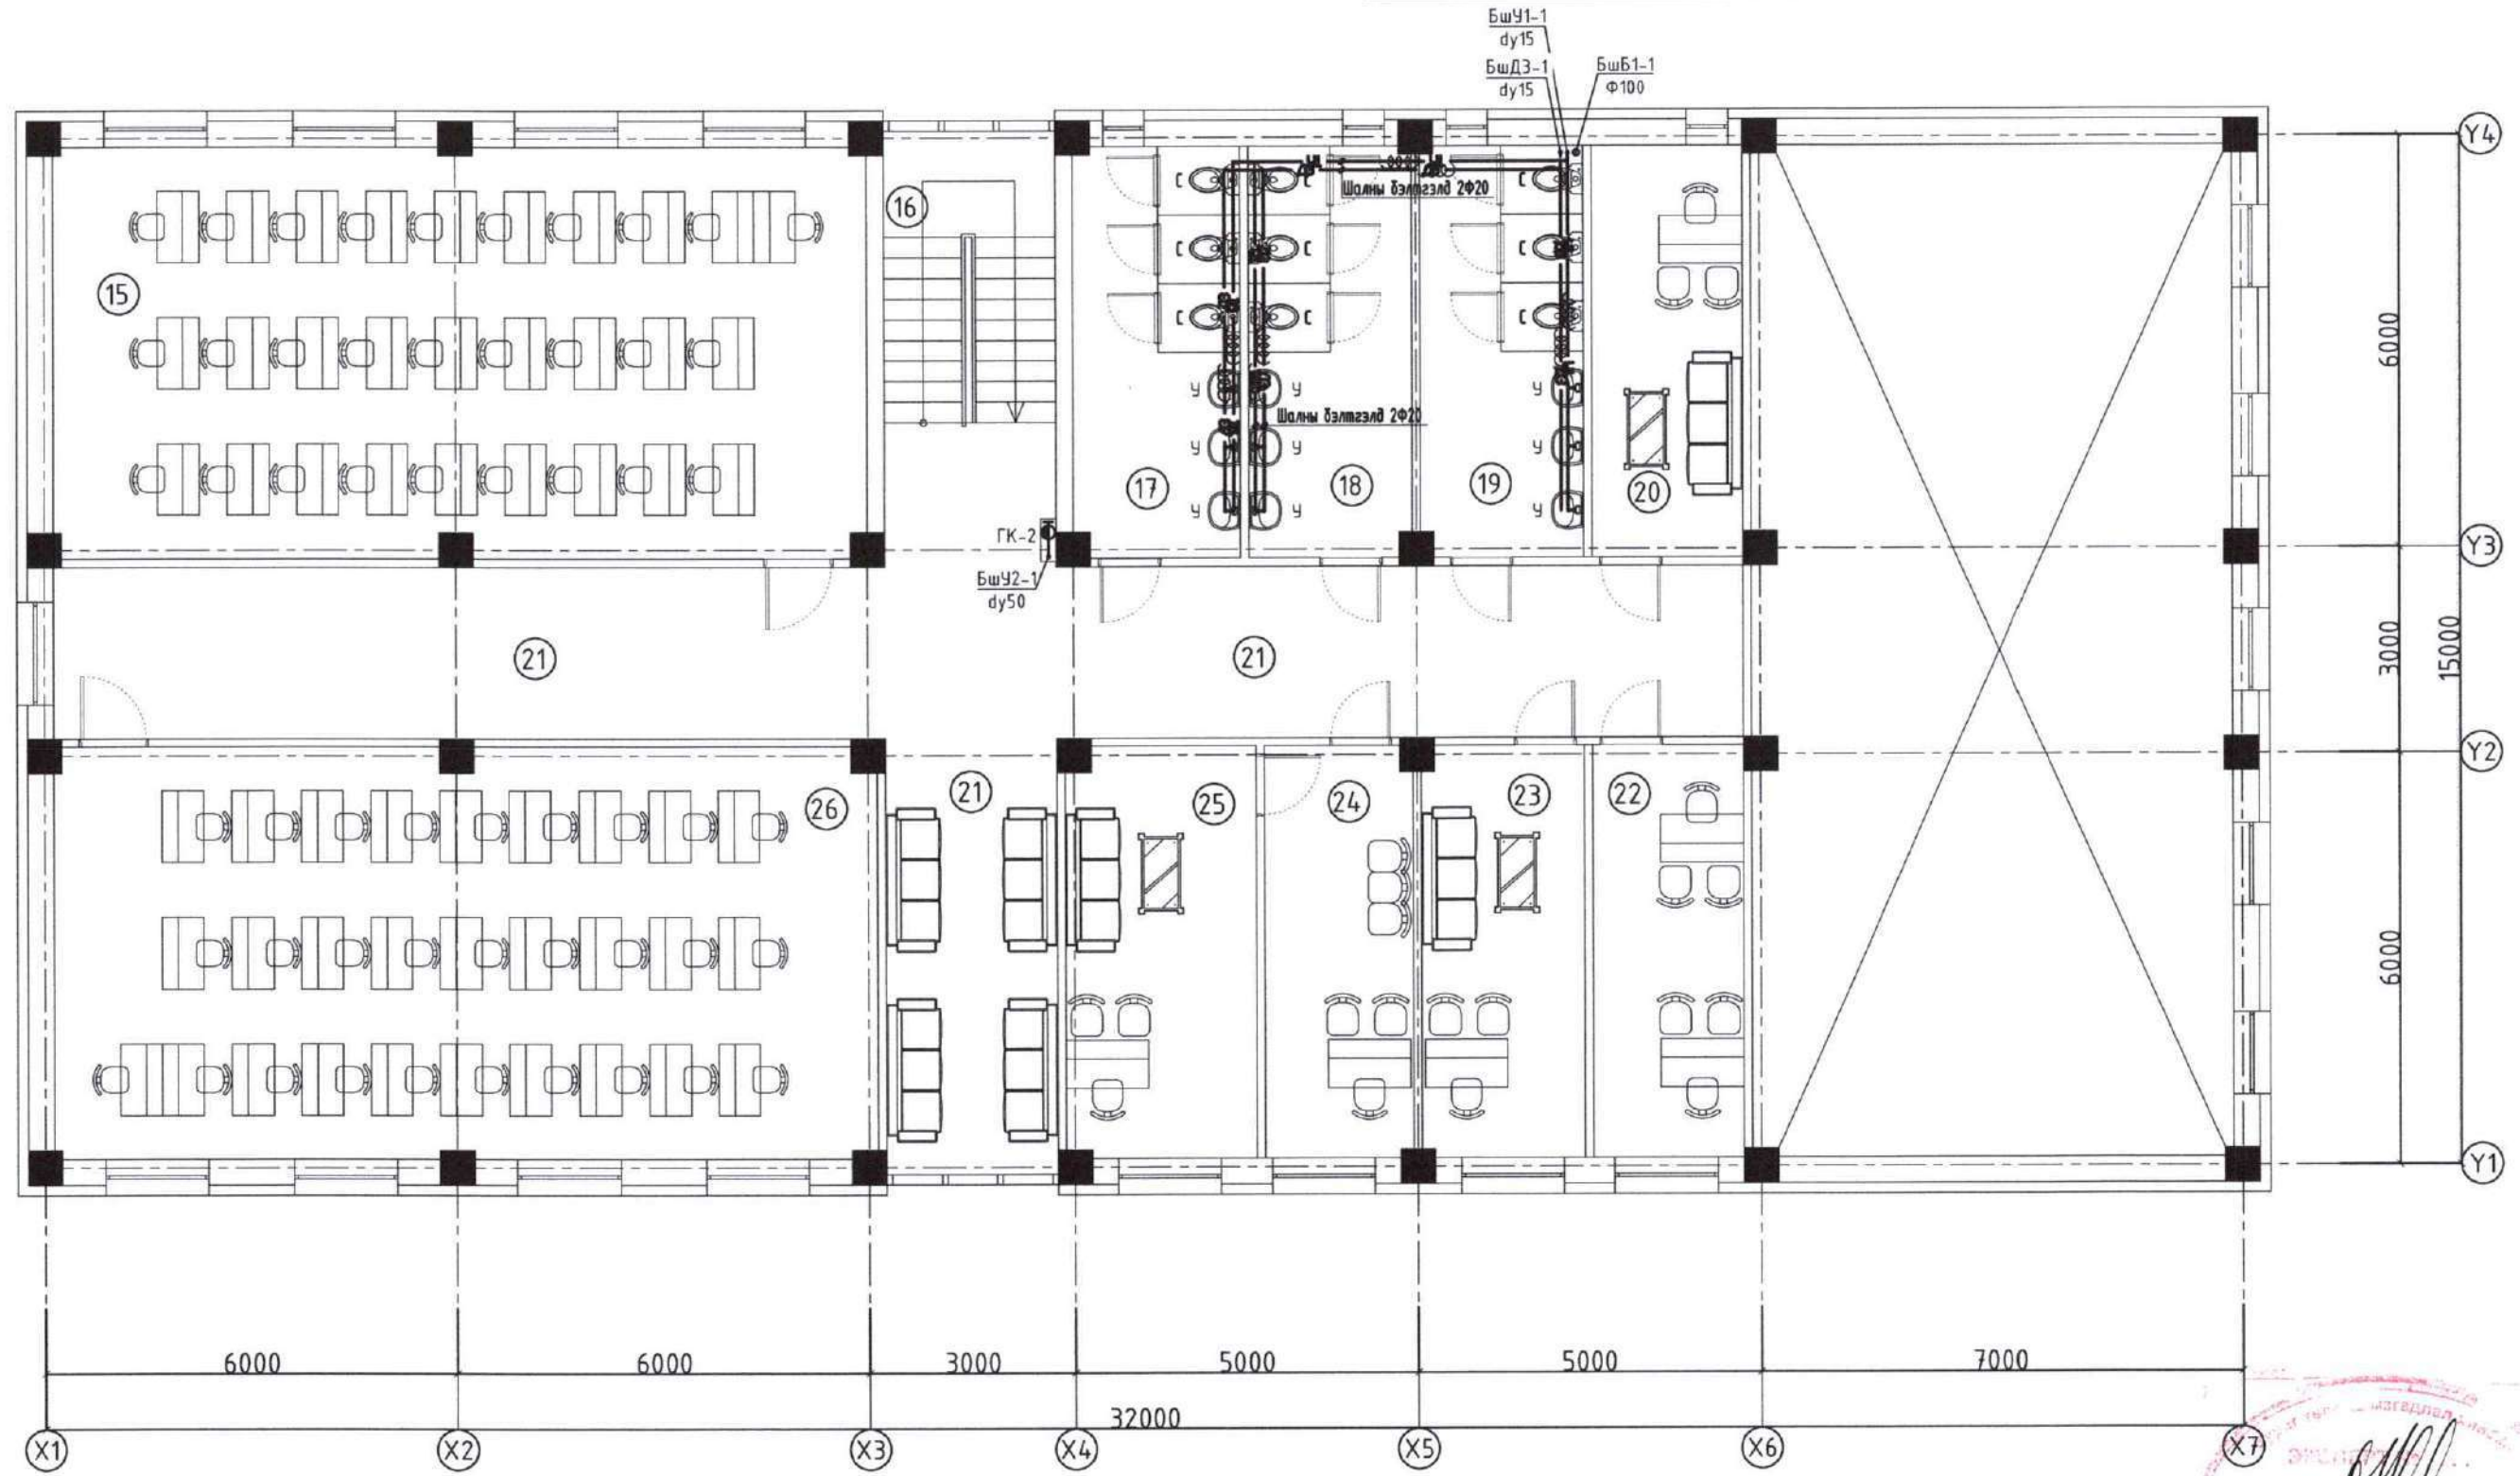 БшУ1-1
dy15
БшД3-1
dy15
БшБ1-1
Ф100
Y4
16
С
С
С
Шалны бэлтгэлд 2Ф20
15
С
С
С
6000
С
С
С
У
У
У
Шалны бэлтгэлд 2Ф20
У
У
У
17
18
19
20
У
У
У
ГК-2
Y3
БшУ2-1
dy50
21
21
3000
15000
Y2
26
21
25
24
23
22
6000
Y1
6000
6000
3000
5000
5000
7000
32000
X1
X2
X3
X4
X5
X6
X7